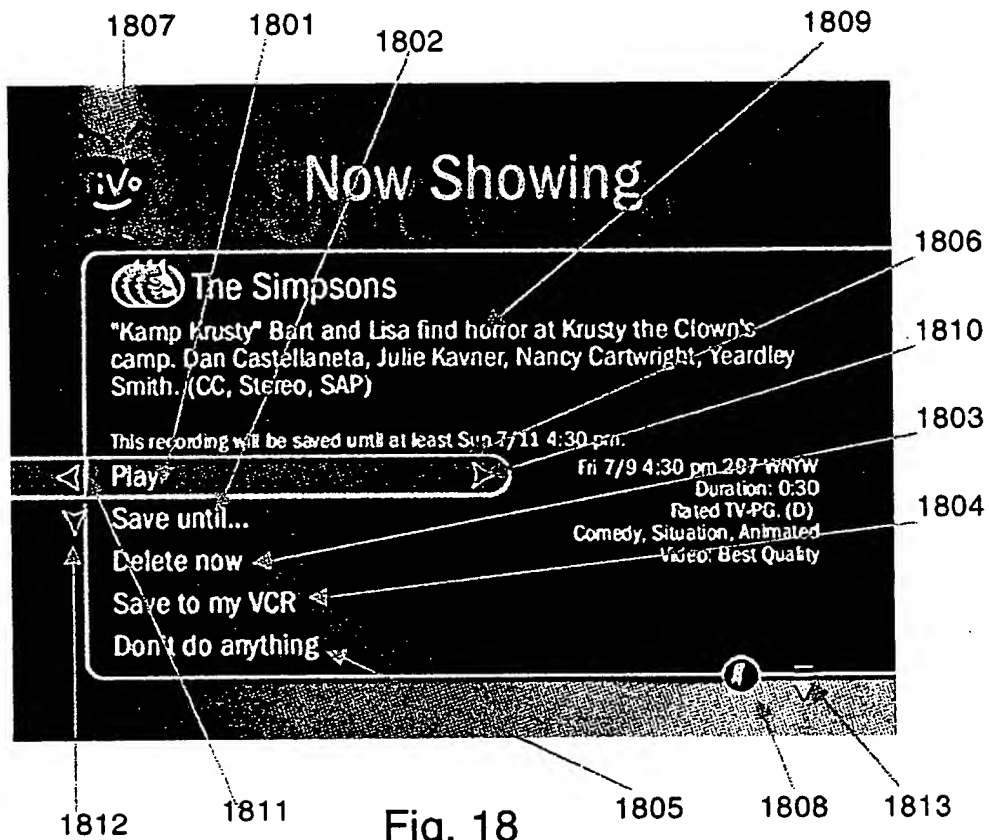 1807
1801
1802
1809
iVo
Now Showing
1806
The Simpsons
"Kamp Krusty" Bart and Lisa find horror at Krusty the Clown's
camp. Dan Castellaneta, Julie Kavner, Nancy Cartwright, Yeardley
Smith. (CC, Stereo, SAP)
1810
This recording will be saved until at least Sun 7/11 4:30 pm.
1803
Play
Fri 7/9 4:30 pm 287 WNYW
Duration: 0:30
Save until...
Rated TV-PG. (D)
1804
Comedy, Situation, Animated
Delete now
Video: Best Quality
Save to my VCR
Don't do anything
1812
1811
Fig. 18
1805
1808
1813